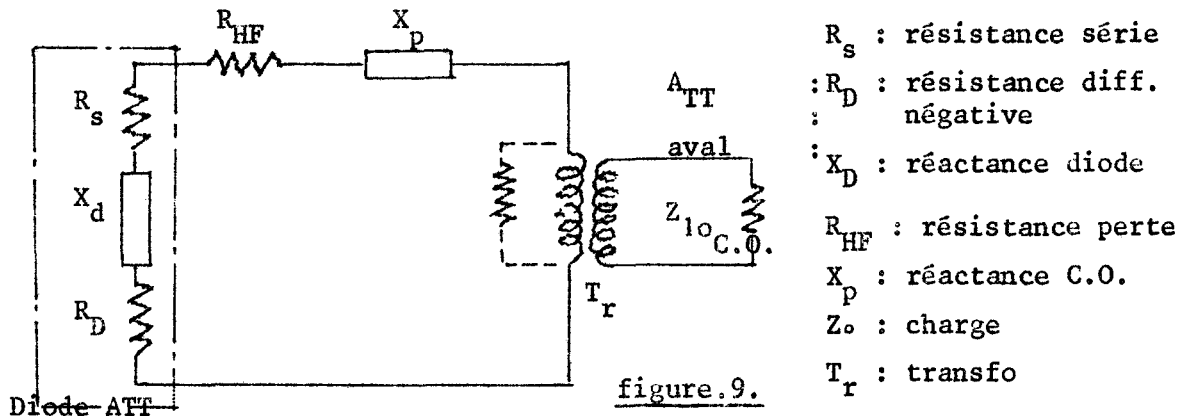 R_HF
X_p
R_s
X_d
R_D
Diode ATT
A_TT
aval
Z_lo C.O.
T_r
figure.9.
R_s : résistance série
: R_D : résistance diff.
: négative
: X_D : réactance diode
R_HF : résistance perte
X_p : réactance C.O.
Z_o : charge
T_r : transfo